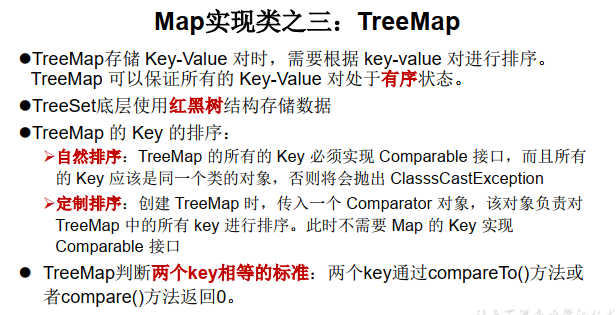 Map实现类之三：TreeMap
●TreeMap存储 Key-Value 对时，需要根据 key-value 对进行排序。
TreeMap 可以保证所有的 Key-Value 对处于有序状态。
●TreeSet底层使用红黑树结构存储数据
●TreeMap 的 Key 的排序：
➢自然排序：TreeMap 的所有的 Key 必须实现 Comparable 接口，而且所有
的 Key 应该是同一个类的对象，否则将会抛出 ClasssCastException
➢定制排序：创建 TreeMap 时，传入一个 Comparator 对象，该对象负责对
TreeMap 中的所有 key 进行排序。此时不需要 Map 的 Key 实现
Comparable 接口
● TreeMap判断两个key相等的标准：两个key通过compareTo()方法或
者compare()方法返回0。